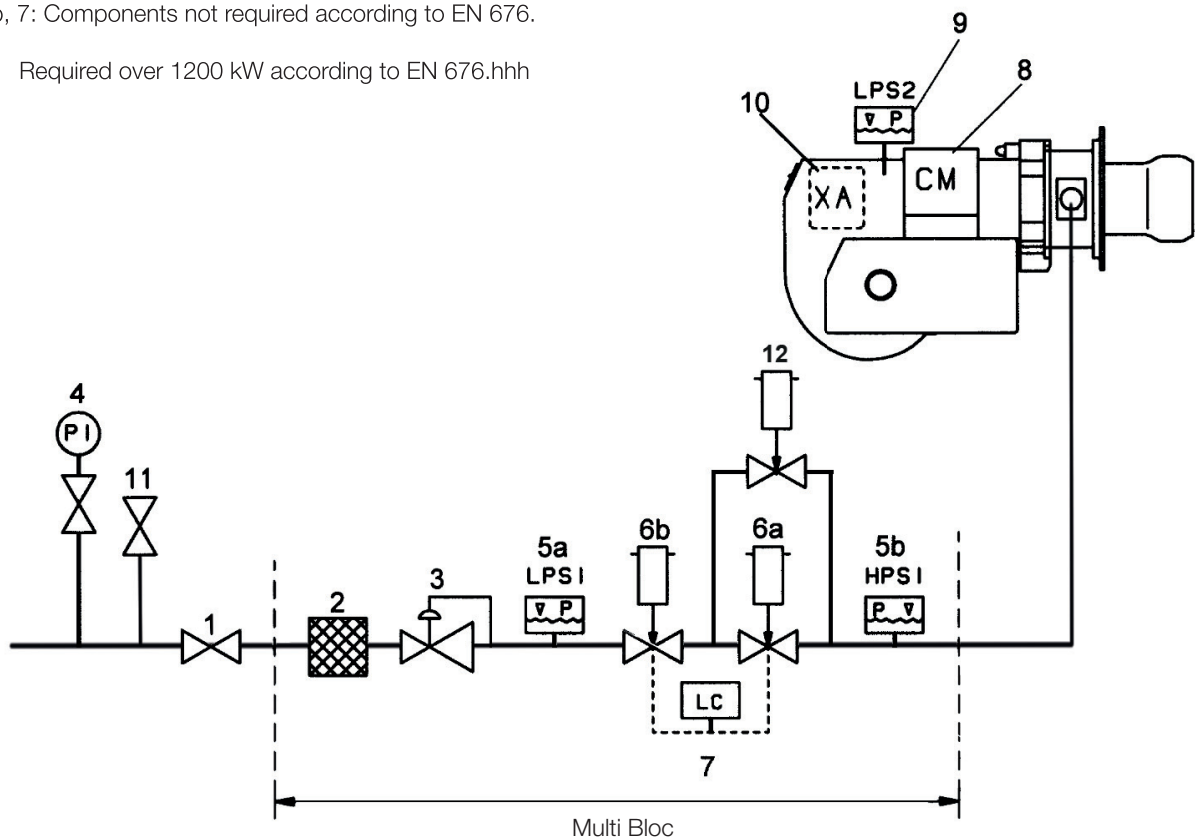 , 7: Components not required according to EN 676.
Required over 1200 kW according to EN 676.hhh
9
8
LPS2
10
∇ P
CM
XA
12
4
PI
11
6b
6a
5a
5b
LPS1
HPS1
3
∇ P
P ∇
2
1
LC
7
Multi Bloc